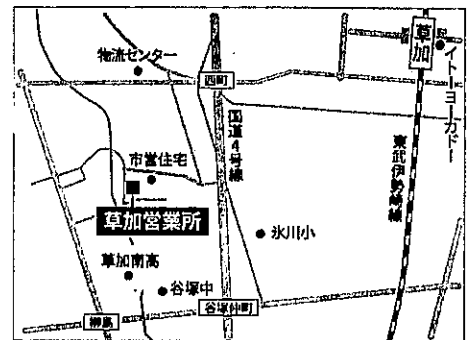 草加
イトーヨーカドー
物流センター
西町
国道4号線
東武伊勢崎線
市営住宅
草加営業所
氷川小
草加南高
谷塚中
谷塚仲町
柳島